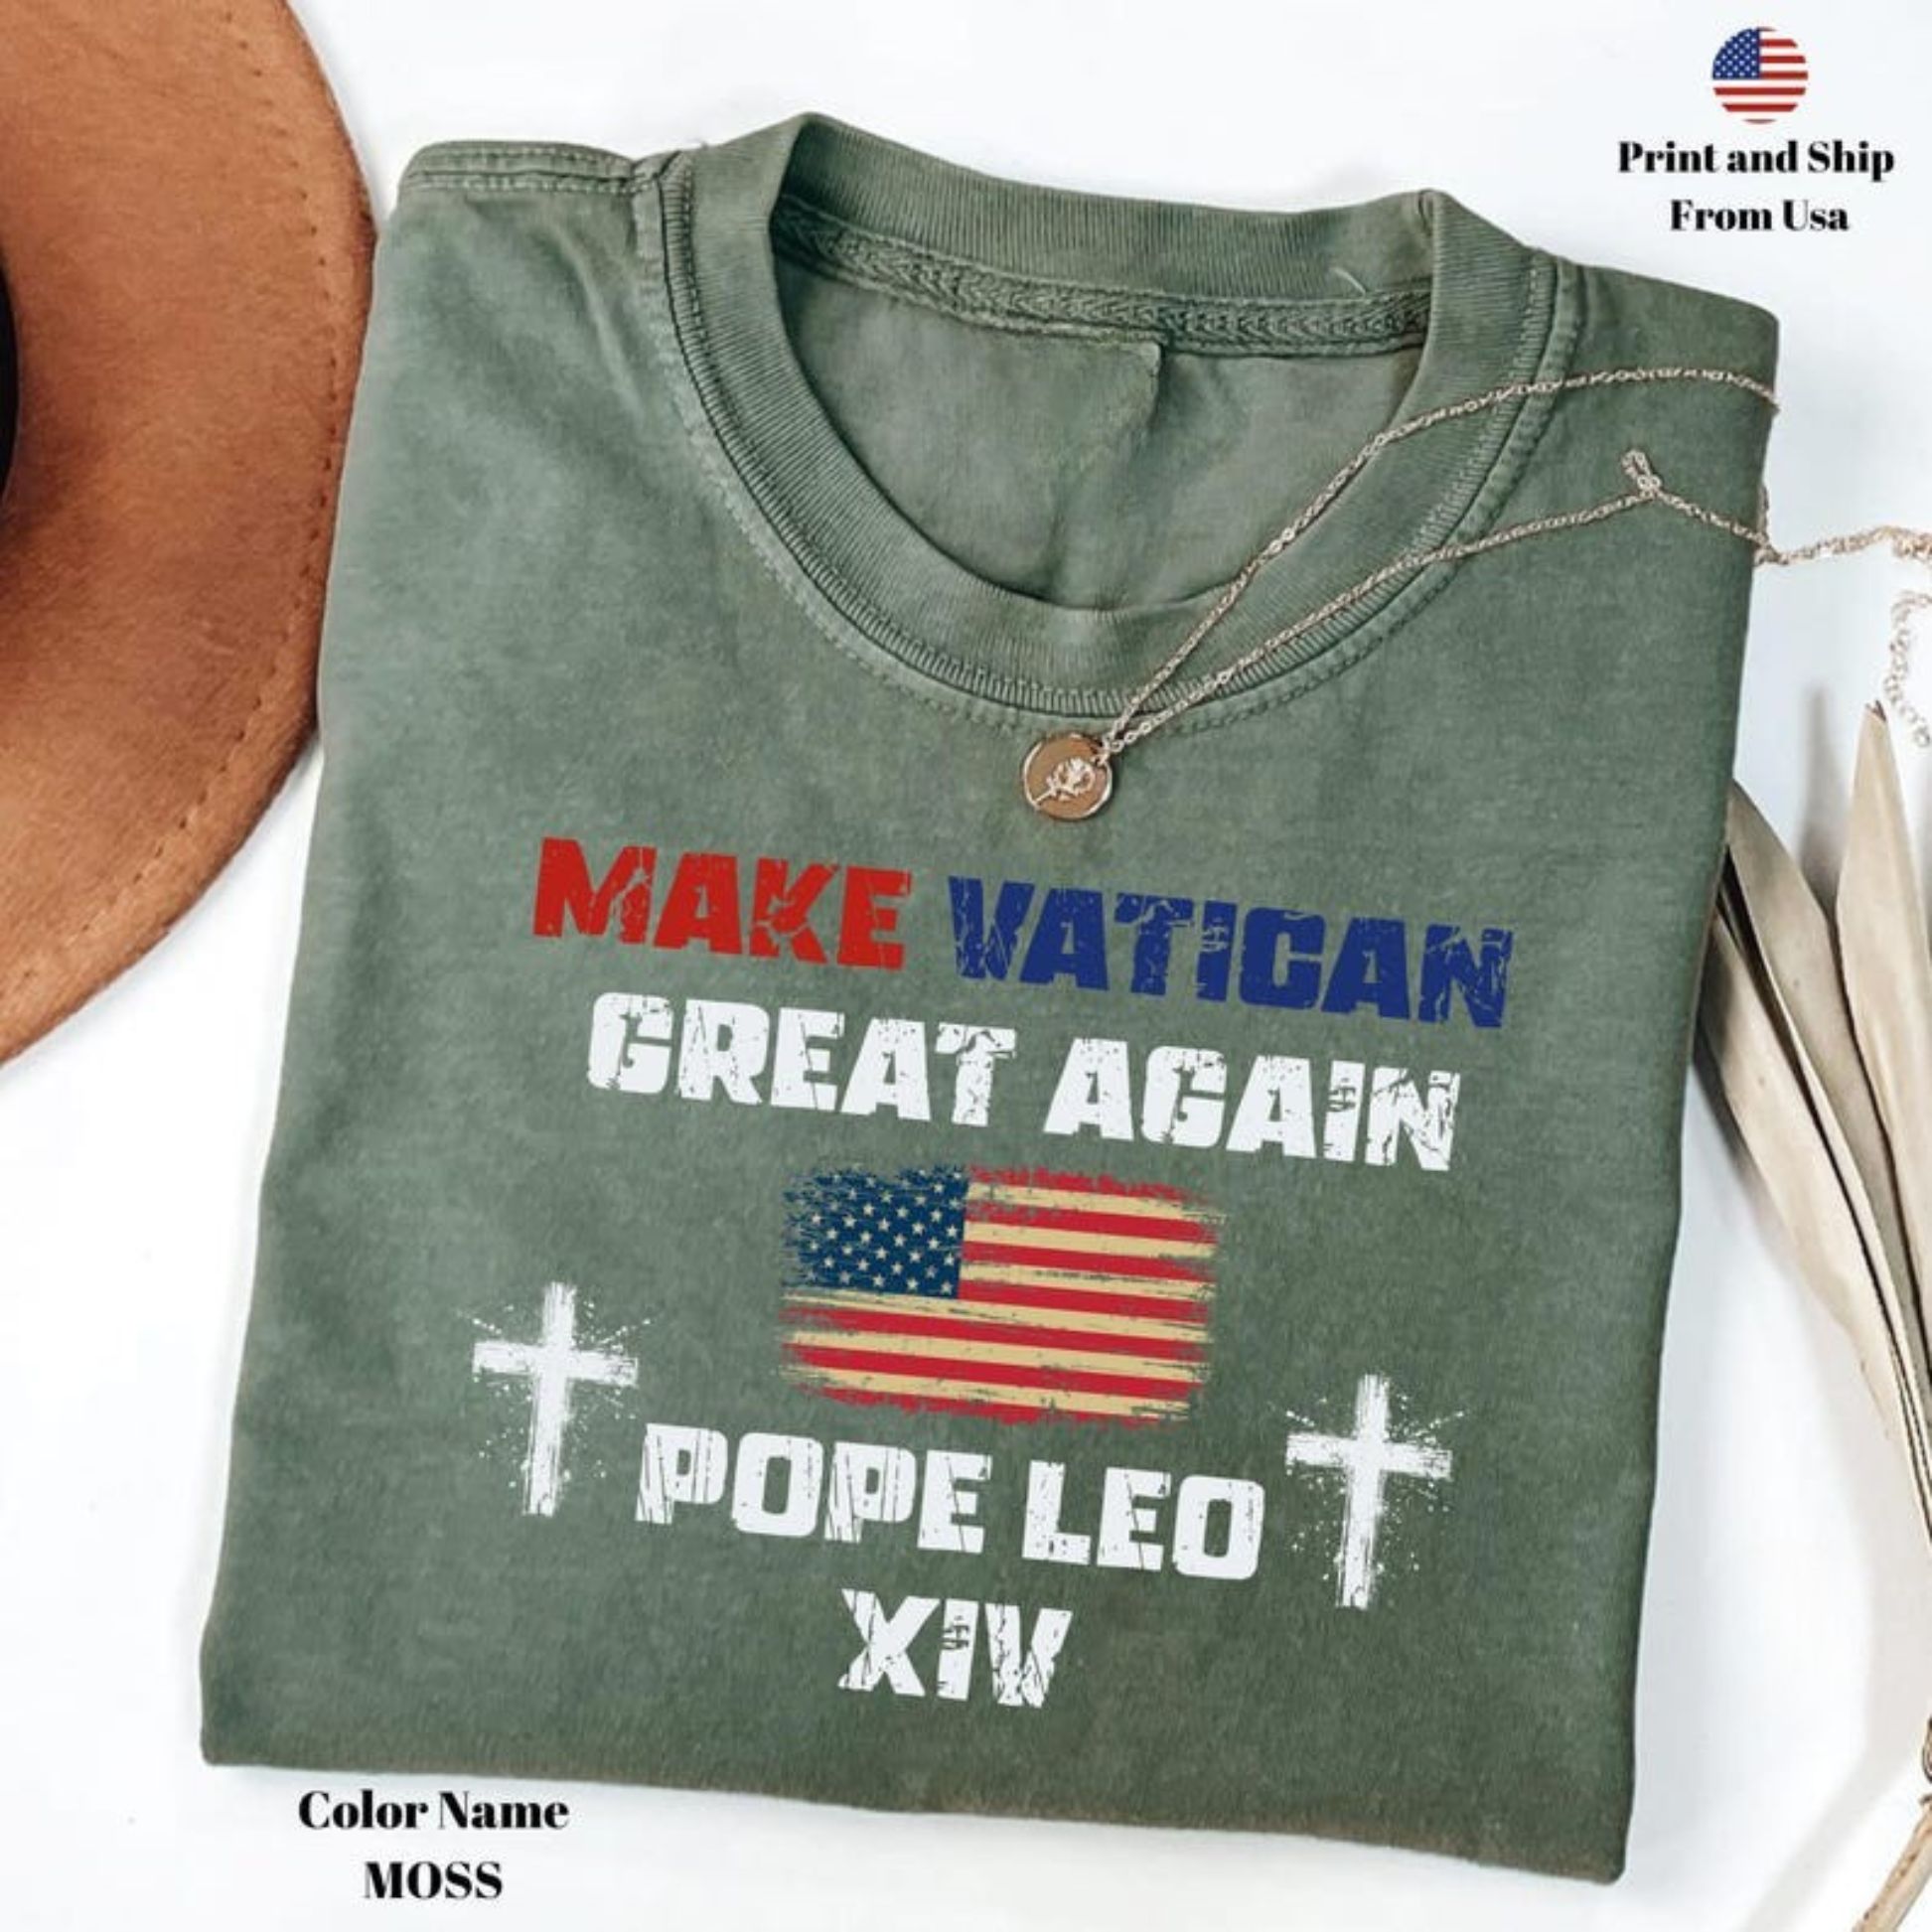 Print and Ship
From Usa
MAKE VATICAN
GREAT AGAIN
POPE LEO
XIV
Color Name
MOSS